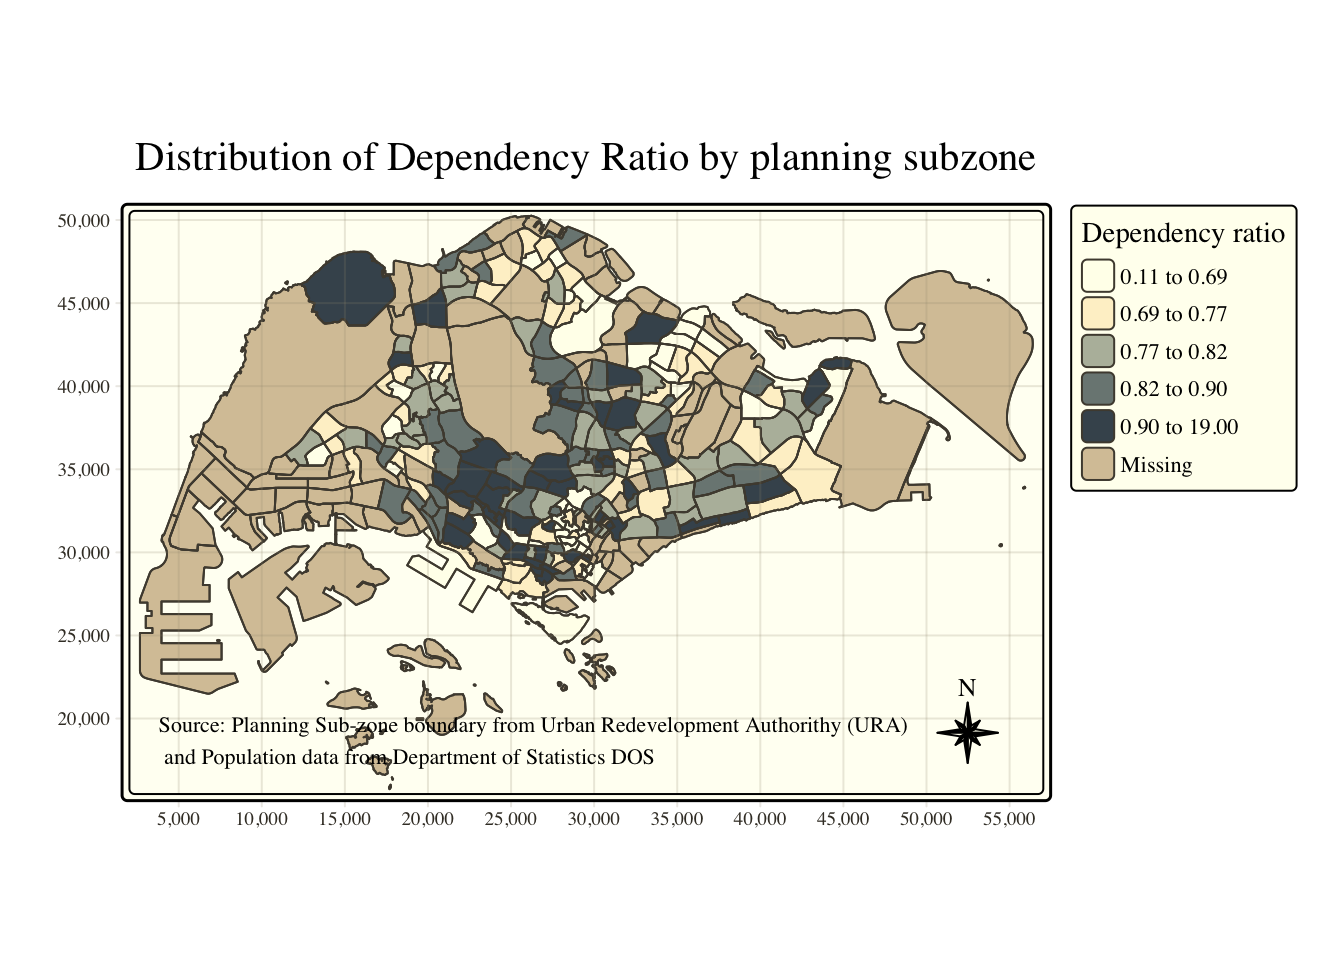 Distribution of Dependency Ratio by planning subzone
50,000
45,000
40,000
35,000
30,000
25,000
20,000
5,000 10,000 15,000 20,000 25,000 30,000 35,000 40,000 45,000 50,000 55,000
N
Source: Planning Sub-zone boundary from Urban Redevelopment Authorithy (URA)
and Population data from Department of Statistics DOS
Dependency ratio
0.11 to 0.69
0.69 to 0.77
0.77 to 0.82
0.82 to 0.90
0.90 to 19.00
Missing